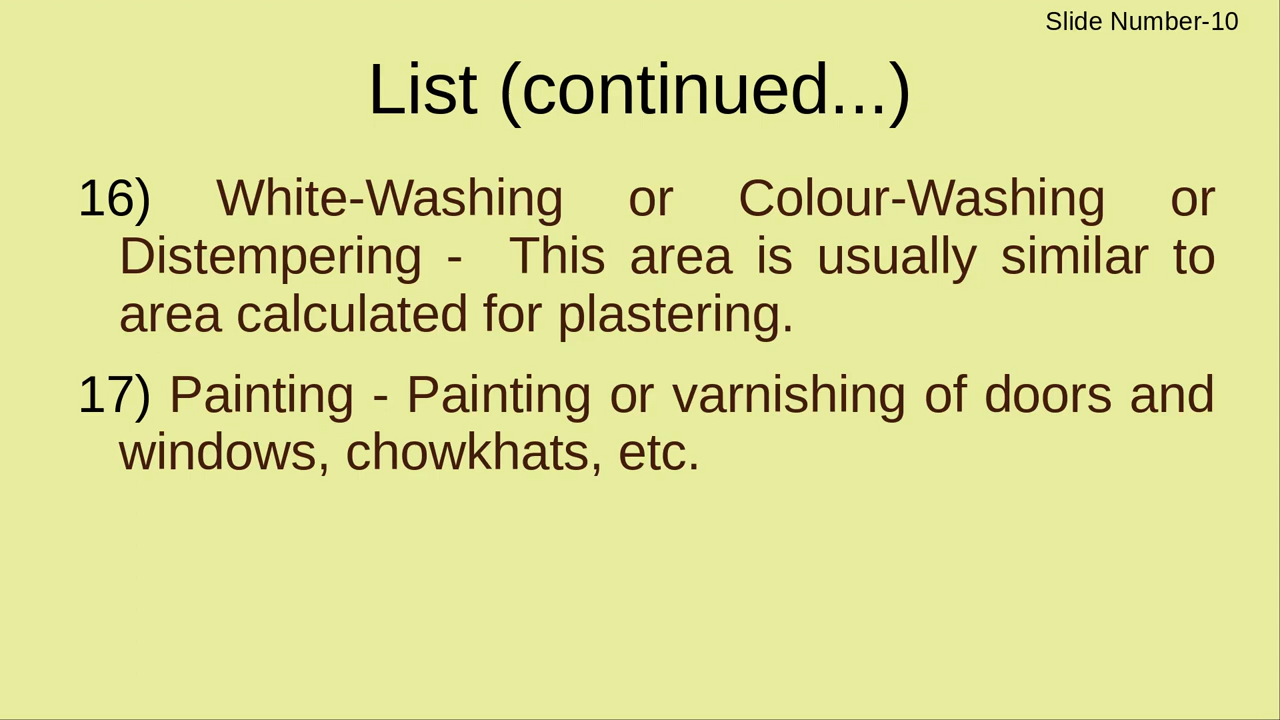 Slide Number-10
List (continued...)
16) White-Washing or Colour-Washing or
Distempering - This area is usually similar to
area calculated for plastering.
17) Painting - Painting or varnishing of doors and
windows, chowkhats, etc.